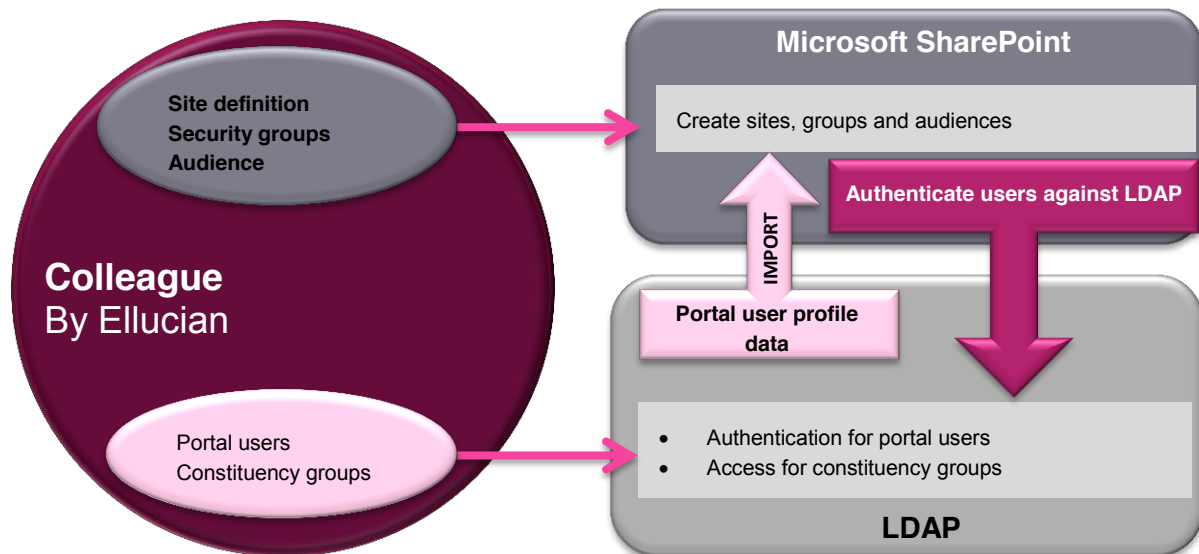 Site definition
Security groups
Audience
Colleague
By Ellucian
Portal users
Constituency groups
Microsoft SharePoint
Create sites, groups and audiences
Authenticate users against LDAP
IMPORT
Portal user profile
data
• Authentication for portal users
• Access for constituency groups
LDAP